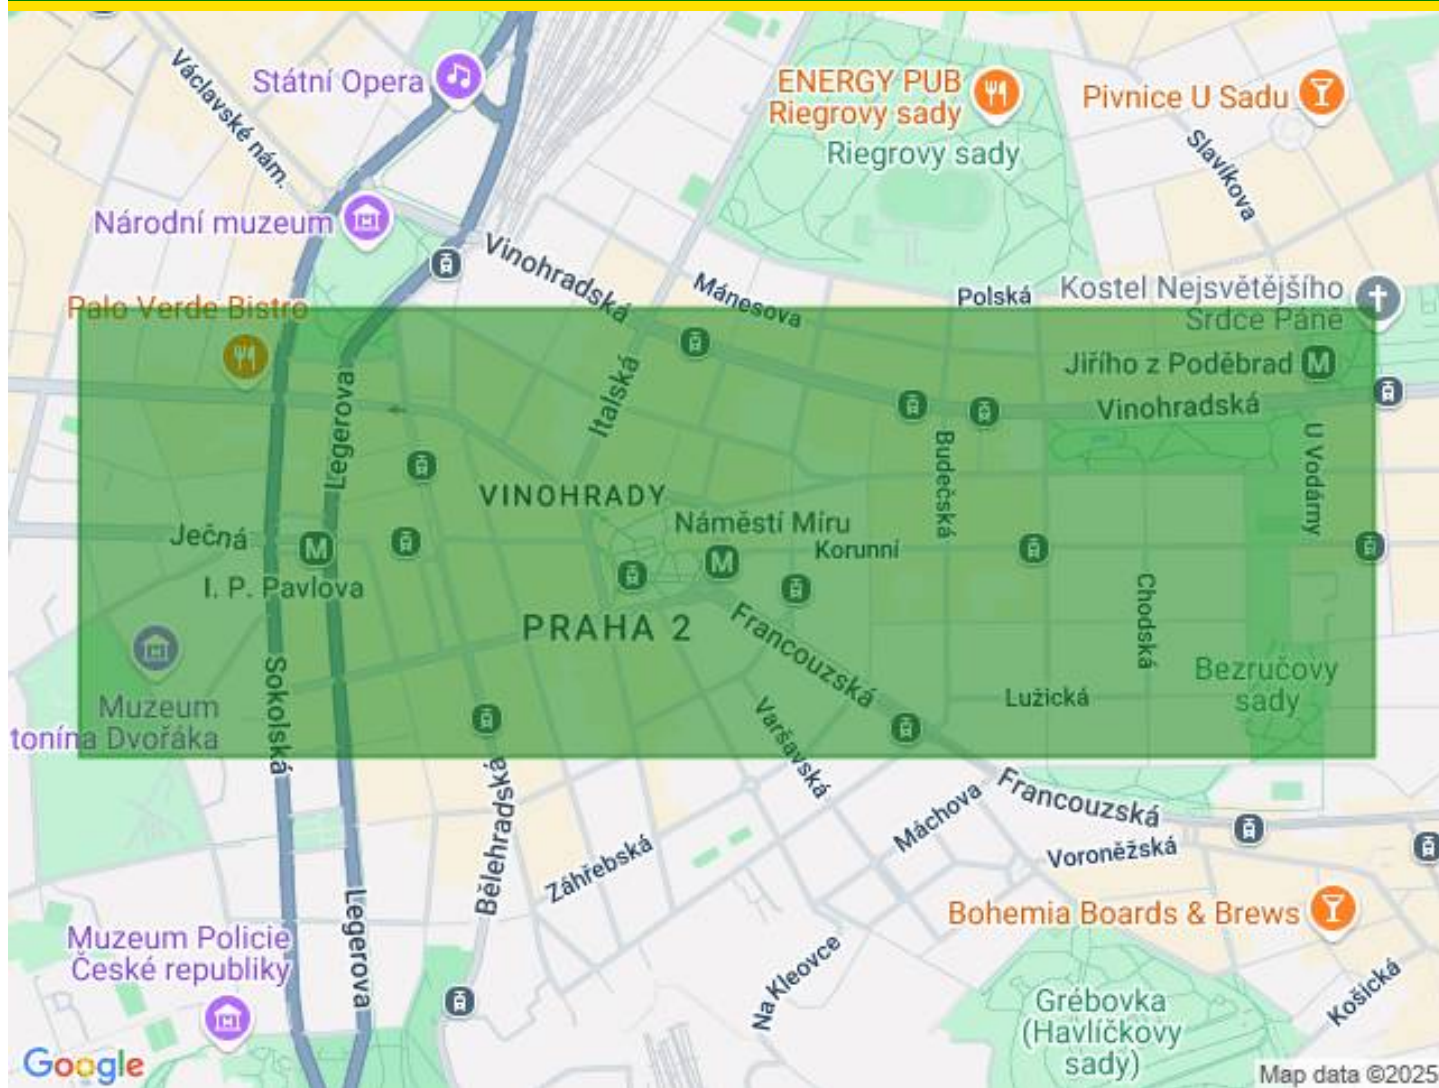 Václavské nám.
Státní Opera
ENERGY PUB
Riegrovy sady
Riegrovy sady
Pivnice U Sadu
Slavíkova
Národní muzeum
Vinohradská
Mánesova
Polská
Kostel Nejsvětějšího
Srdce Páně
Palo Verde Bistro
Jiřího z Poděbrad
Vinohradská
Italská
Legerova
Budečská
U Vodárny
VINOHRADY
Náměstí Míru
Korunní
Ječná
I. P. Pavlova
PRAHA 2
Francouzská
Chodská
Bezručovy
sady
Lužická
Muzeum
tonína Dvořáka
Sokolská
Varšavská
Bělehradská
Záhřebská
Máchova
Francouzská
Voroněžská
Bohemia Boards & Brews
Muzeum Policie
České republiky
Legerova
Na Kleovce
Grébovka
(Havlíčkovy
sady)
Košická
Google
Map data ©2025